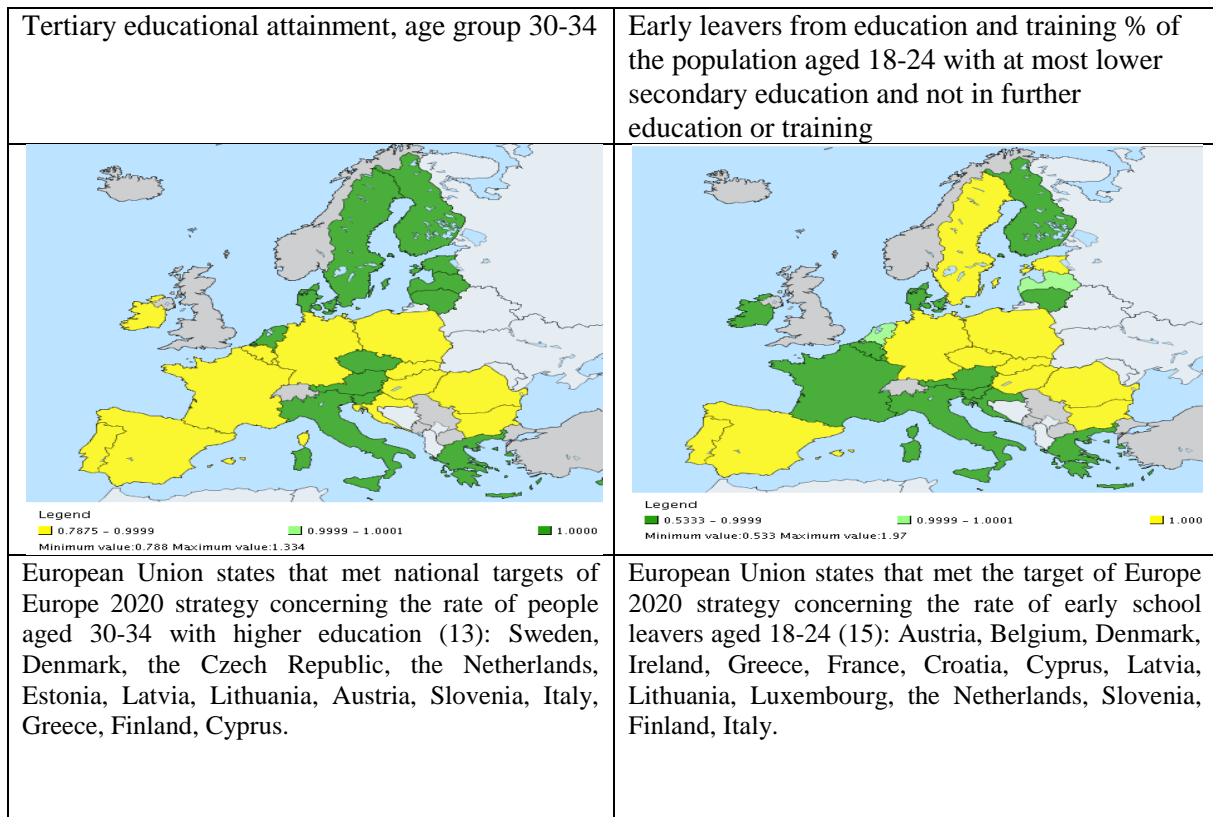 Tertiary educational attainment, age group 30-34
Early leavers from education and training % of
the population aged 18-24 with at most lower
secondary education and not in further
education or training
Legend
0.7875 – 0.9999
0.9999 – 1.0001
1.0000
Minimum value:0.788 Maximum value:1.334
Legend
0.5333 – 0.9999
0.9999 – 1.0001
1.000
Minimum value:0.533 Maximum value:1.97
European Union states that met national targets of
Europe 2020 strategy concerning the rate of people
aged 30-34 with higher education (13): Sweden,
Denmark, the Czech Republic, the Netherlands,
Estonia, Latvia, Lithuania, Austria, Slovenia, Italy,
Greece, Finland, Cyprus.
European Union states that met the target of Europe
2020 strategy concerning the rate of early school
leavers aged 18-24 (15): Austria, Belgium, Denmark,
Ireland, Greece, France, Croatia, Cyprus, Latvia,
Lithuania, Luxembourg, the Netherlands, Slovenia,
Finland, Italy.